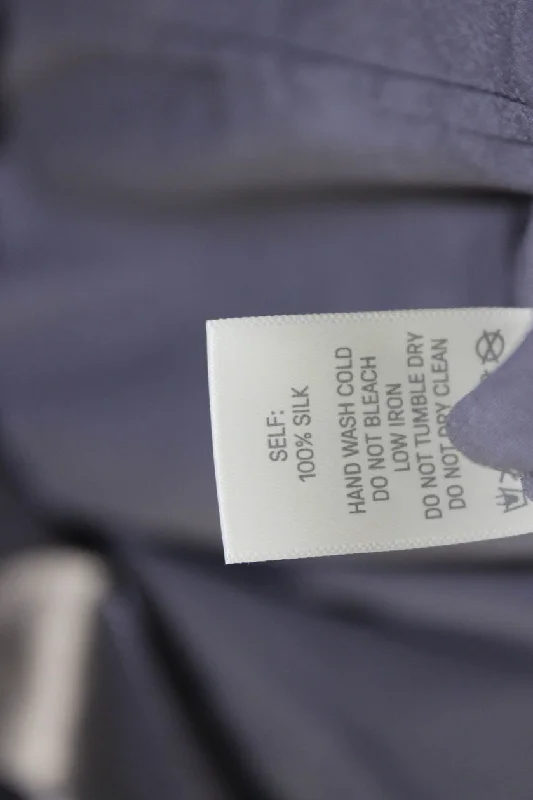 SELF:
100% SILK
HAND WASH COLD
DO NOT BLEACH
LOW IRON
DO NOT TUMBLE DRY
DO NOT DRY CLEAN